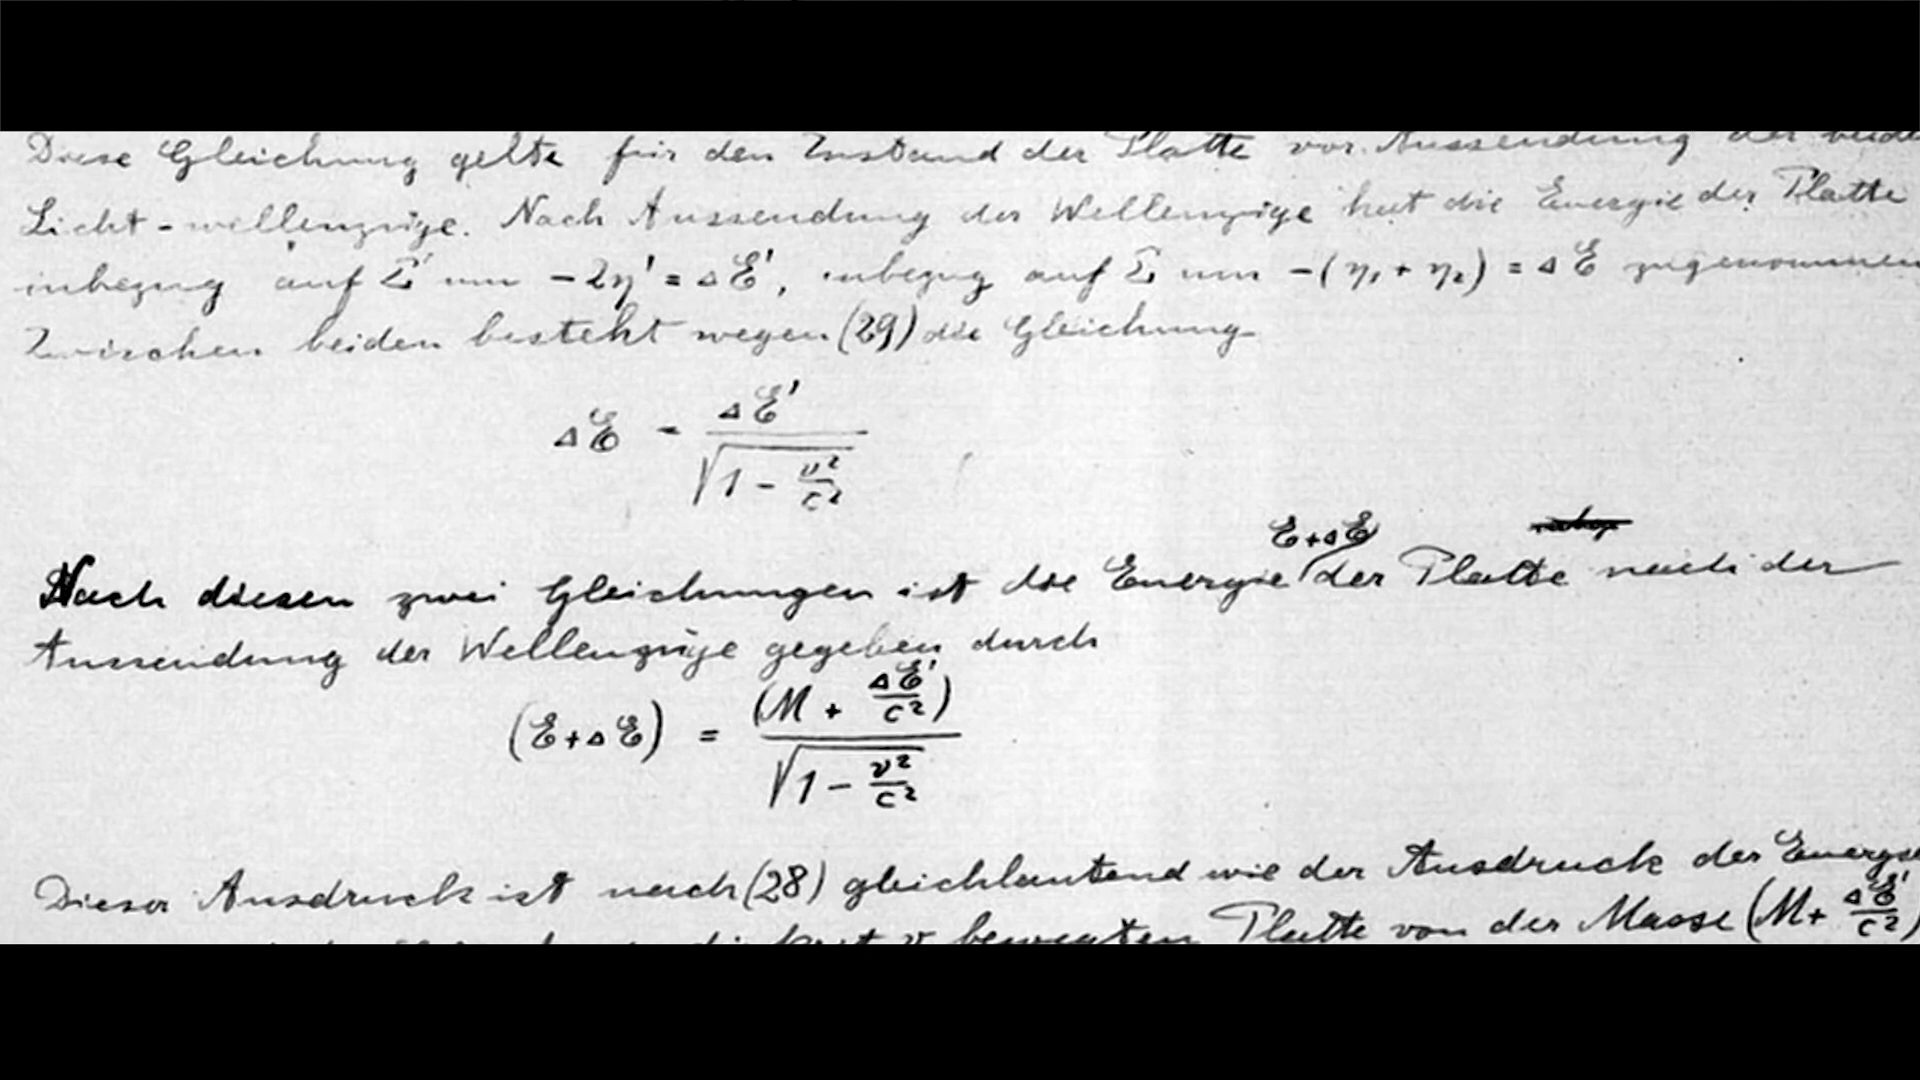 Diese Gleichung gelte für den Zustand der Platte vor Aussendung der beide
Licht-wellenzüge. Nach Aussendung der Wellenzüge hat die Energie der Platte
inbezug auf Σ' um -2η' = Δ𝓔', inbezug auf Σ um -(η₁ + η₂) = Δ𝓔 zugenommen
Zwischen beiden besteht wegen (29) die Gleichung
Δ𝓔 = Δ𝓔' / √(1 - v²/c²)
𝓔+Δ𝓔
Nach diesen zwei Gleichungen ist die Energie der Platte nach der
Aussendung der Wellenzüge gegeben durch
(𝓔+Δ𝓔) = (M + Δ𝓔'/c²) / √(1 - v²/c²)
Dieser Ausdruck ist nach (28) gleichlautend wie der Ausdruck der Energie
v bewegten Platte von der Masse (M + Δ𝓔'/c²)